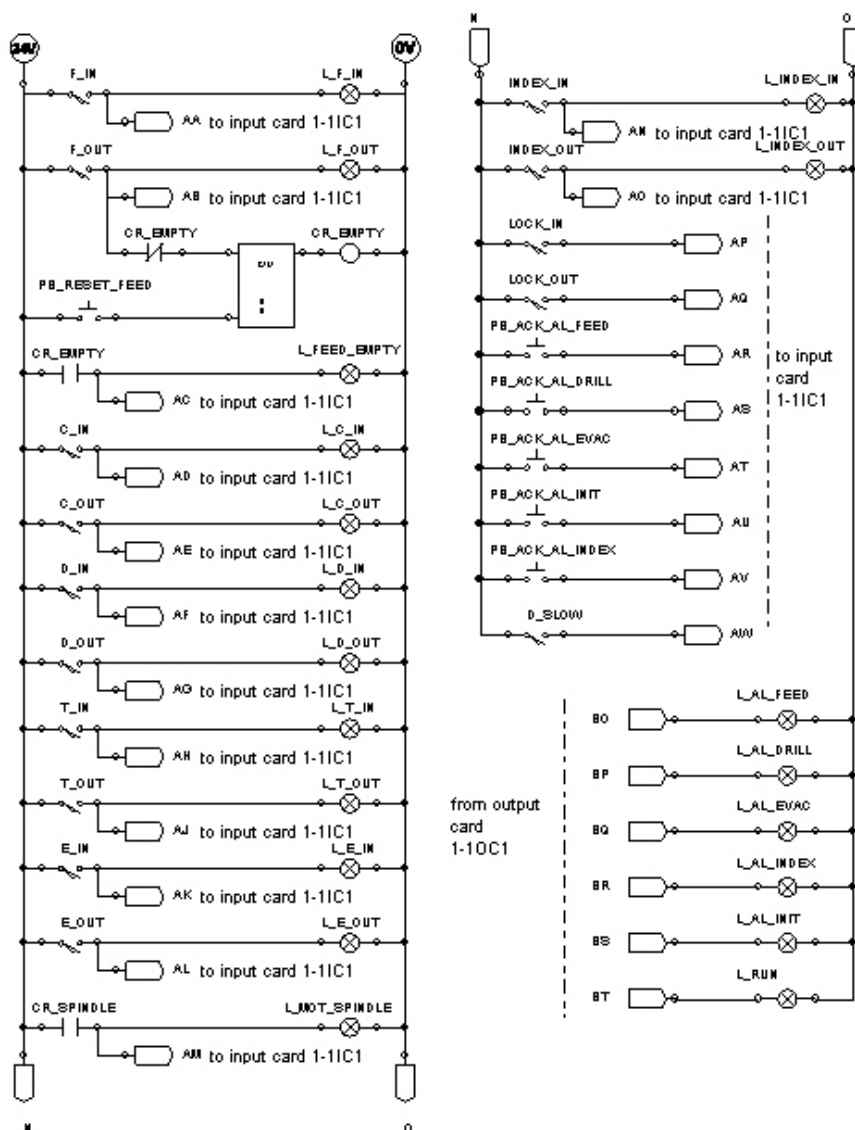 24V
0V
F_IN
L_F_IN
AA to input card 1-1IC1
F_OUT
L_F_OUT
AB to input card 1-1IC1
CR_EMPTY
CR_EMPTY
PB_RESET_FEED
CR_EMPTY
L_FEED_EMPTY
AC to input card 1-1IC1
C_IN
L_C_IN
AD to input card 1-1IC1
C_OUT
L_C_OUT
AE to input card 1-1IC1
D_IN
L_D_IN
AF to input card 1-1IC1
D_OUT
L_D_OUT
AG to input card 1-1IC1
T_IN
L_T_IN
AH to input card 1-1IC1
T_OUT
L_T_OUT
AJ to input card 1-1IC1
E_IN
L_E_IN
AK to input card 1-1IC1
E_OUT
L_E_OUT
AL to input card 1-1IC1
CR_SPINDLE
L_MOT_SPINDLE
AM to input card 1-1IC1
N
O
N
O
INDEX_IN
L_INDEX_IN
AN to input card 1-1IC1
INDEX_OUT
L_INDEX_OUT
AO to input card 1-1IC1
LOCK_IN
AP
LOCK_OUT
AQ
PB_ACK_AL_FEED
AR
PB_ACK_AL_DRILL
AS
PB_ACK_AL_EVAC
AT
PB_ACK_AL_INIT
AU
PB_ACK_AL_INDEX
AV
D_SLOW
AW
to input
card
1-1IC1
L_AL_FEED
BO
L_AL_DRILL
BP
L_AL_EVAC
BQ
L_AL_INDEX
BR
L_AL_INIT
BS
L_RUN
BT
from output
card
1-1OC1